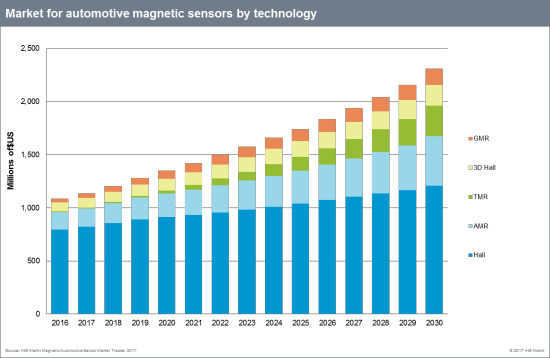 Market for automotive magnetic sensors by technology
2,500
2,000
1,500
1,000
500
0
Millions of $US
2016 2017 2018 2019 2020 2021 2022 2023 2024 2025 2026 2027 2028 2029 2030
GMR
3D Hall
TMR
AMR
Hall
Source: IHS Markit Magnetic Automotive Sensor Market Tracker 2017
© 2017 IHS Markit